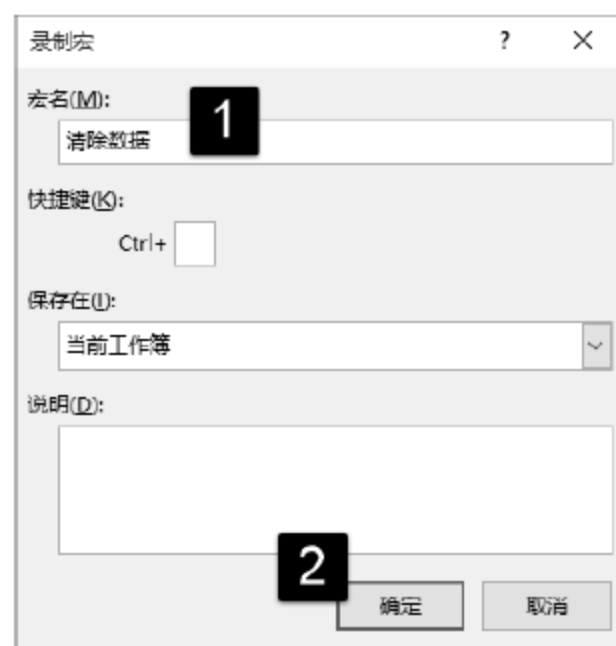 录制宏 ?
宏名(M):
1
清除数据
快捷键(K):
Ctrl+
保存在(I):
当前工作簿
说明(D):
2
确定 取消